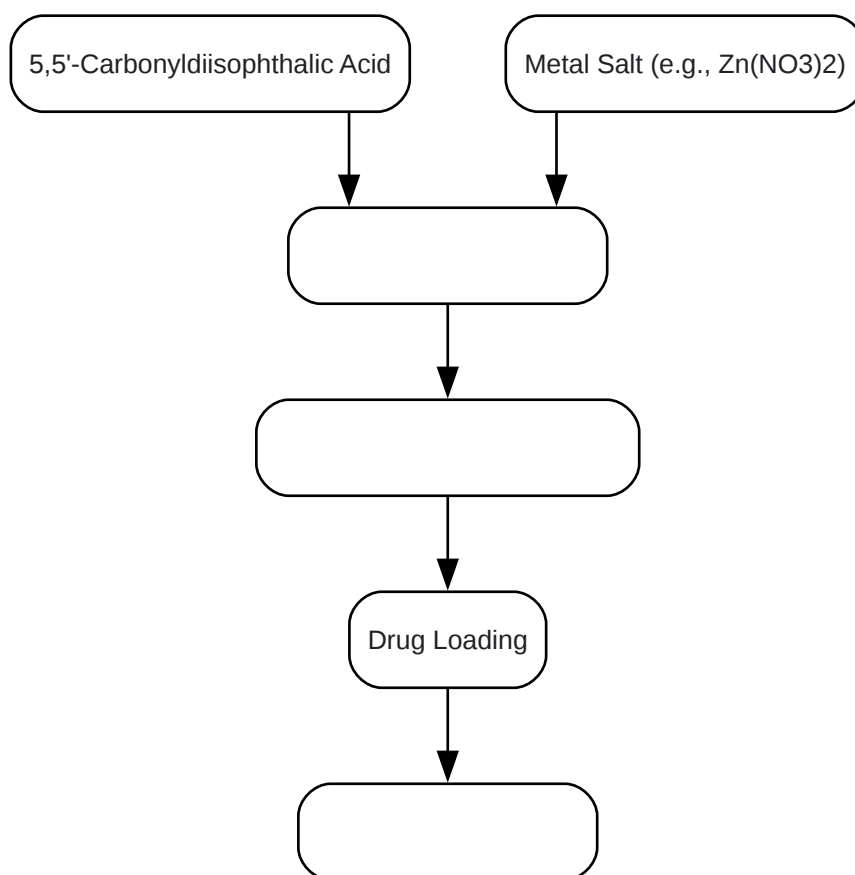 5,5'-Carbonyldiisophthalic Acid
Metal Salt (e.g., Zn(NO3)2)
Drug Loading